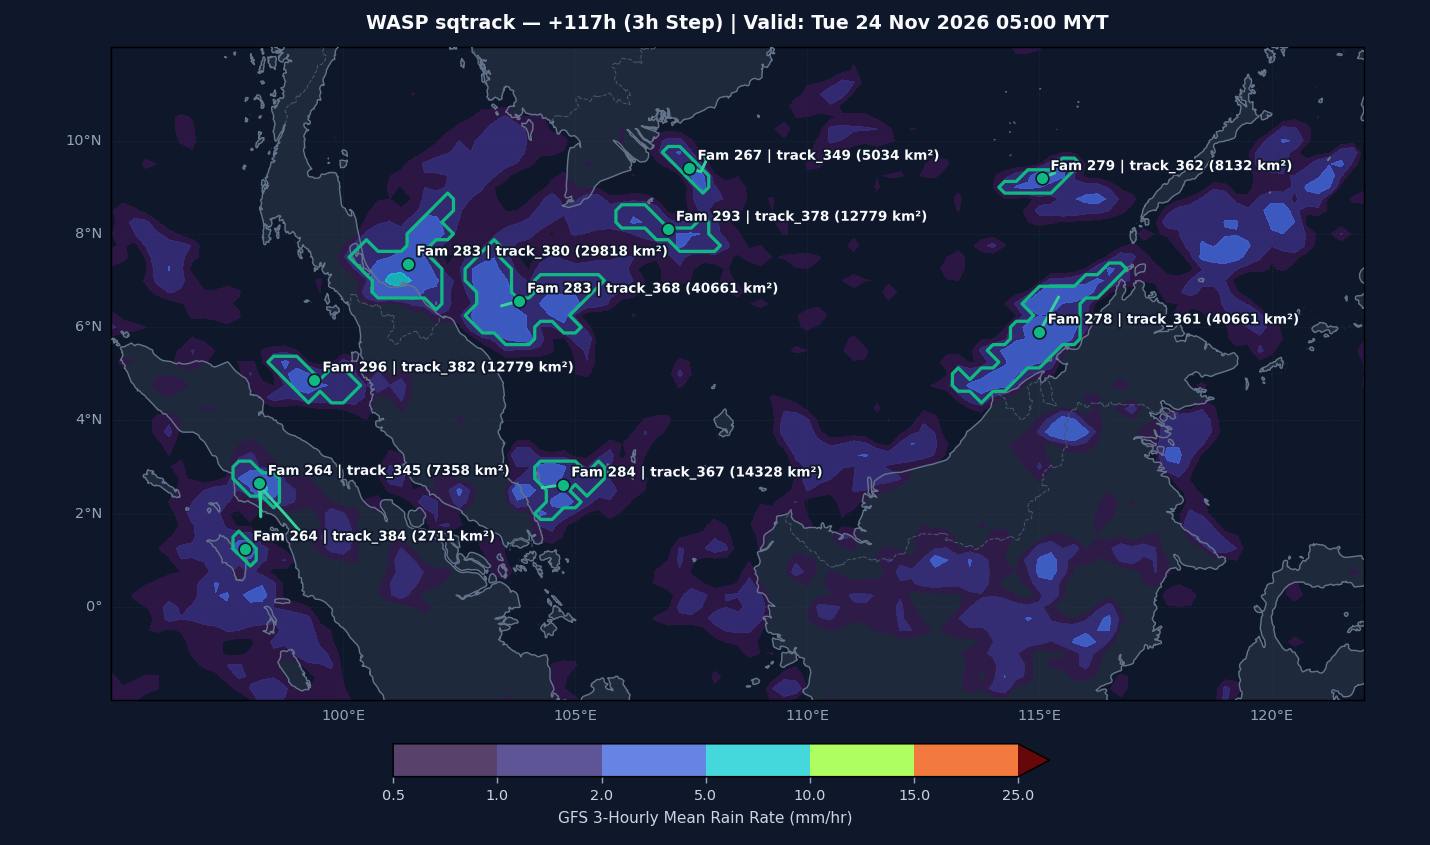 WASP sqtrack — +117h (3h Step) | Valid: Tue 24 Nov 2026 05:00 MYT
10°N
8°N
6°N
4°N
2°N
0°
Fam 267 | track_349 (5034 km²)
Fam 279 | track_362 (8132 km²)
Fam 293 | track_378 (12779 km²)
Fam 283 | track_380 (29818 km²)
Fam 283 | track_368 (40661 km²)
Fam 278 | track_361 (40661 km²)
Fam 296 | track_382 (12779 km²)
Fam 264 | track_345 (7358 km²)
Fam 284 | track_367 (14328 km²)
Fam 264 | track_384 (2711 km²)
100°E 105°E 110°E 115°E 120°E
0.5 1.0 2.0 5.0 10.0 15.0 25.0
GFS 3-Hourly Mean Rain Rate (mm/hr)